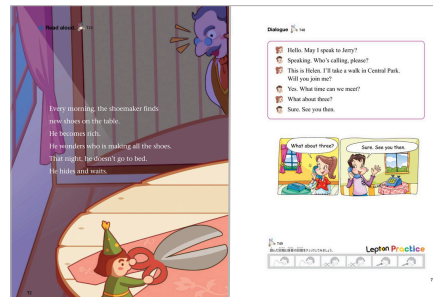 Read aloud
Every morning, the shoemaker finds
new shoes on the table.
He becomes rich.
He wonders who is making all the shoes.
That night, he doesn't go to bed.
He hides and waits.
Dialogue
Hello. May I speak to Jerry?
Speaking. Who's calling, please?
This is Helen. I'll take a walk in Central Park.
Will you join me?
Yes. What time can we meet?
What about three?
Sure. See you then.
What about three?
Sure. See you then.
Lepton Practice
7